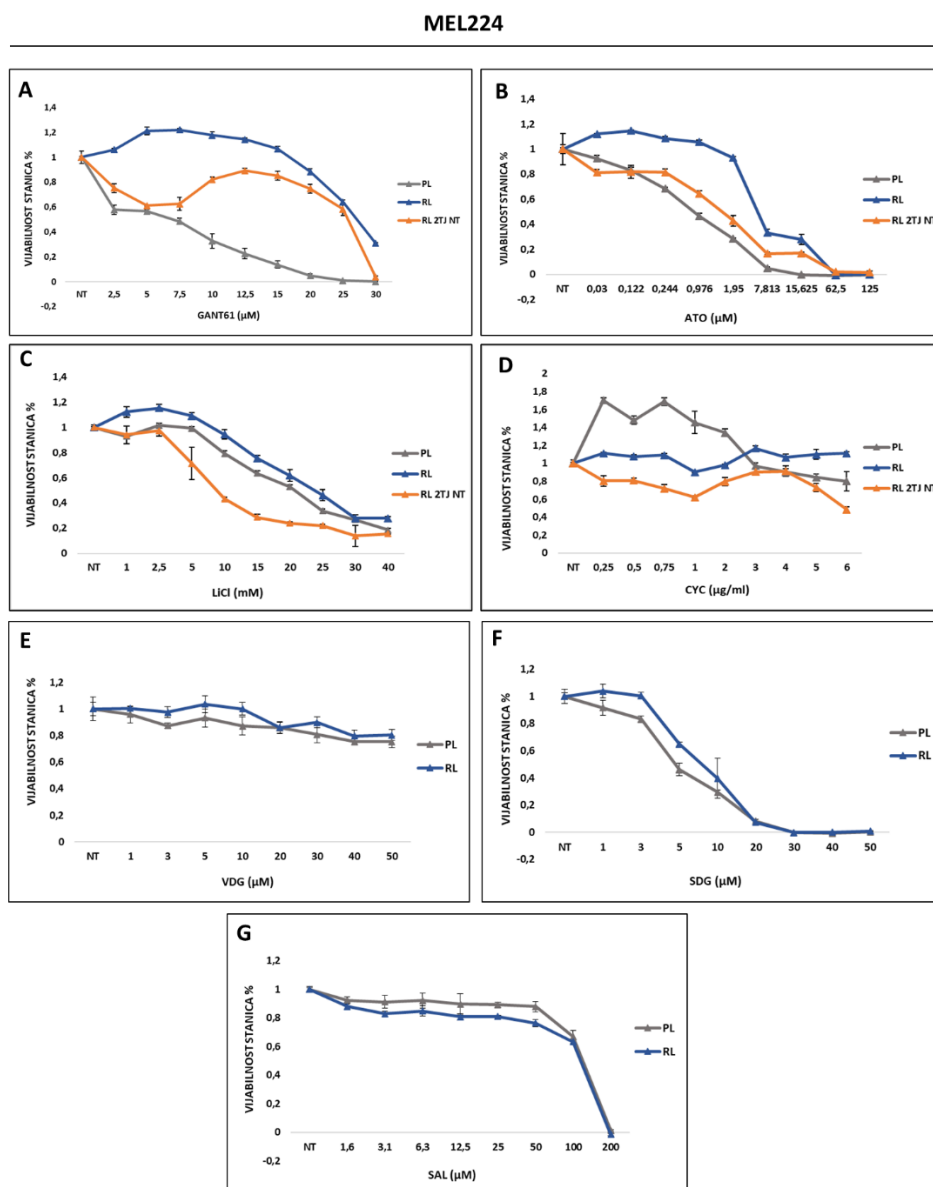 MEL224
A
1,4
1,2
1
0,8
0,6
0,4
0,2
0
-0,2
VIJABILNOST STANICA %
NT 2,5 5 7,5 10 12,5 15 20 25 30
GANT61 (µM)
PL
RL
RL 2TJ NT
B
1,4
1,2
1
0,8
0,6
0,4
0,2
0
-0,2
VIJABILNOST STANICA %
NT 0,03 0,122 0,244 0,976 1,95 7,813 15,625 62,5 125
ATO (µM)
PL
RL
RL 2TJ NT
C
1,4
1,2
1
0,8
0,6
0,4
0,2
0
VIJABILNOST STANICA %
NT 1 2,5 5 10 15 20 25 30 40
LiCl (mM)
PL
RL
RL 2TJ NT
D
2
1,8
1,6
1,4
1,2
1
0,8
0,6
0,4
0,2
0
VIJABILNOST STANICA %
NT 0,25 0,5 0,75 1 2 3 4 5 6
CYC (µg/ml)
PL
RL
RL 2TJ NT
E
1,2
1
0,8
0,6
0,4
0,2
0
VIJABILNOST STANICA %
NT 1 3 5 10 20 30 40 50
VDG (µM)
PL
RL
F
1,2
1
0,8
0,6
0,4
0,2
0
-0,2
VIJABILNOST STANICA %
NT 1 3 5 10 20 30 40 50
SDG (µM)
PL
RL
G
1,2
1
0,8
0,6
0,4
0,2
0
-0,2
VIJABILNOST STANICA %
NT 1,6 3,1 6,3 12,5 25 50 100 200
SAL (µM)
PL
RL